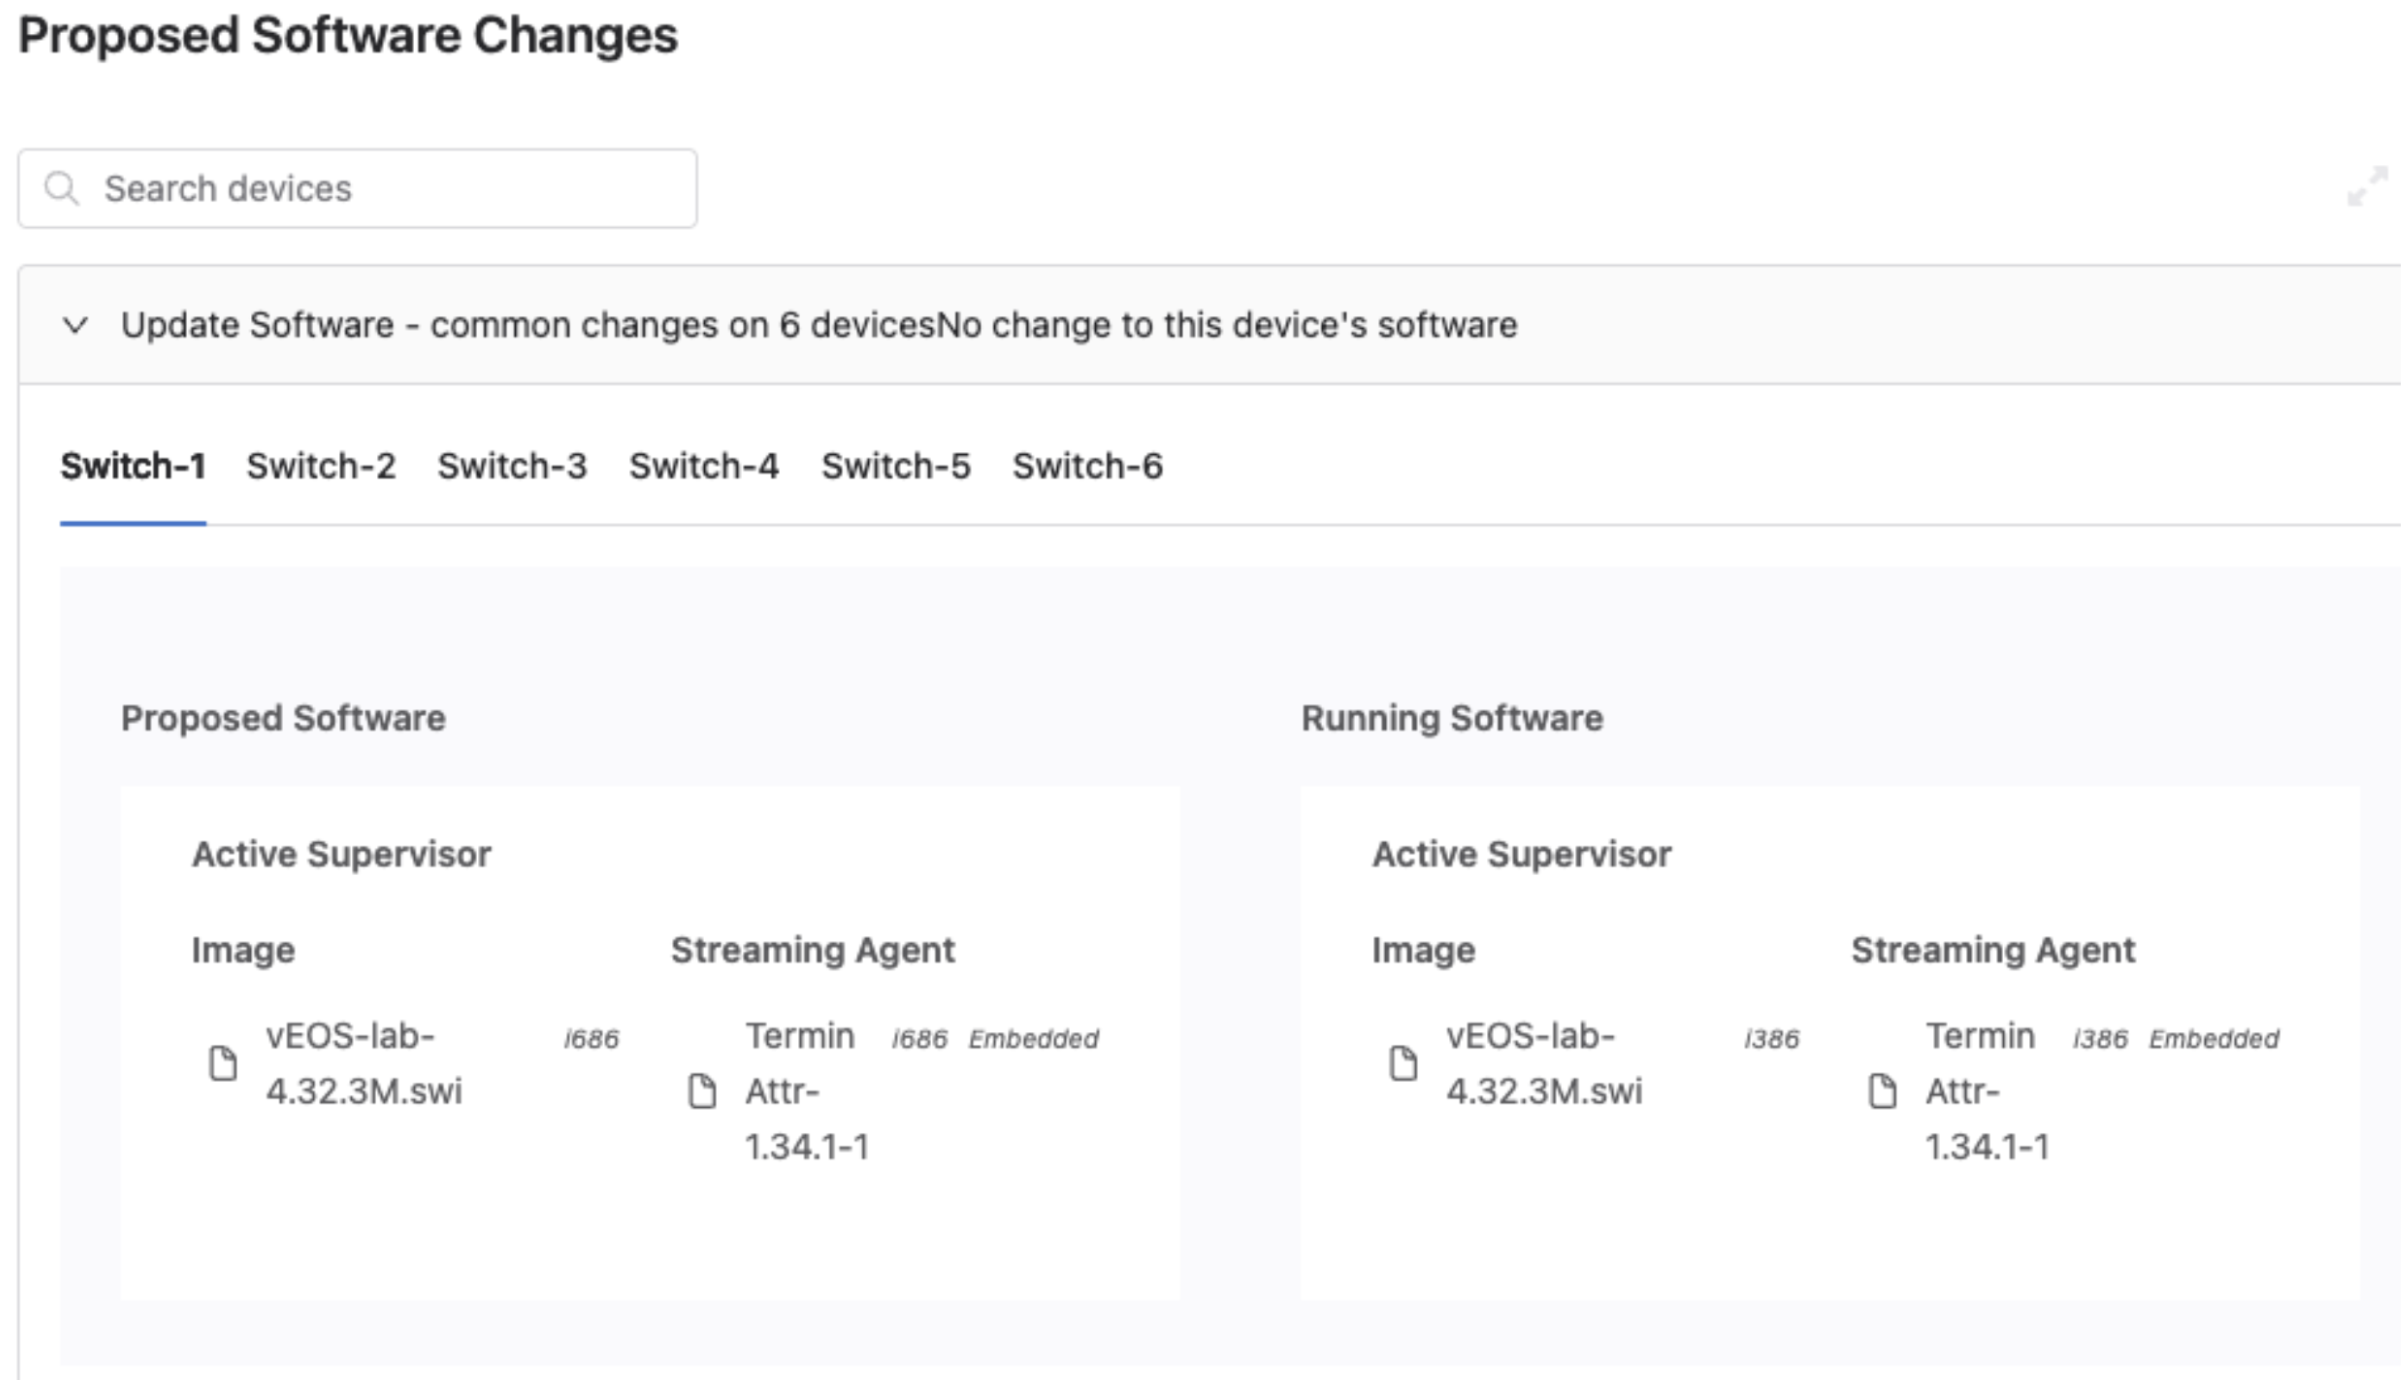 Proposed Software Changes
Search devices
Update Software - common changes on 6 devicesNo change to this device's software
Switch-1 Switch-2 Switch-3 Switch-4 Switch-5 Switch-6
Proposed Software
Active Supervisor
Image
vEOS-lab-
4.32.3M.swi
i686
Streaming Agent
Termin
Attr-
1.34.1-1
i686 Embedded
Running Software
Active Supervisor
Image
vEOS-lab-
4.32.3M.swi
i386
Streaming Agent
Termin
Attr-
1.34.1-1
i386 Embedded